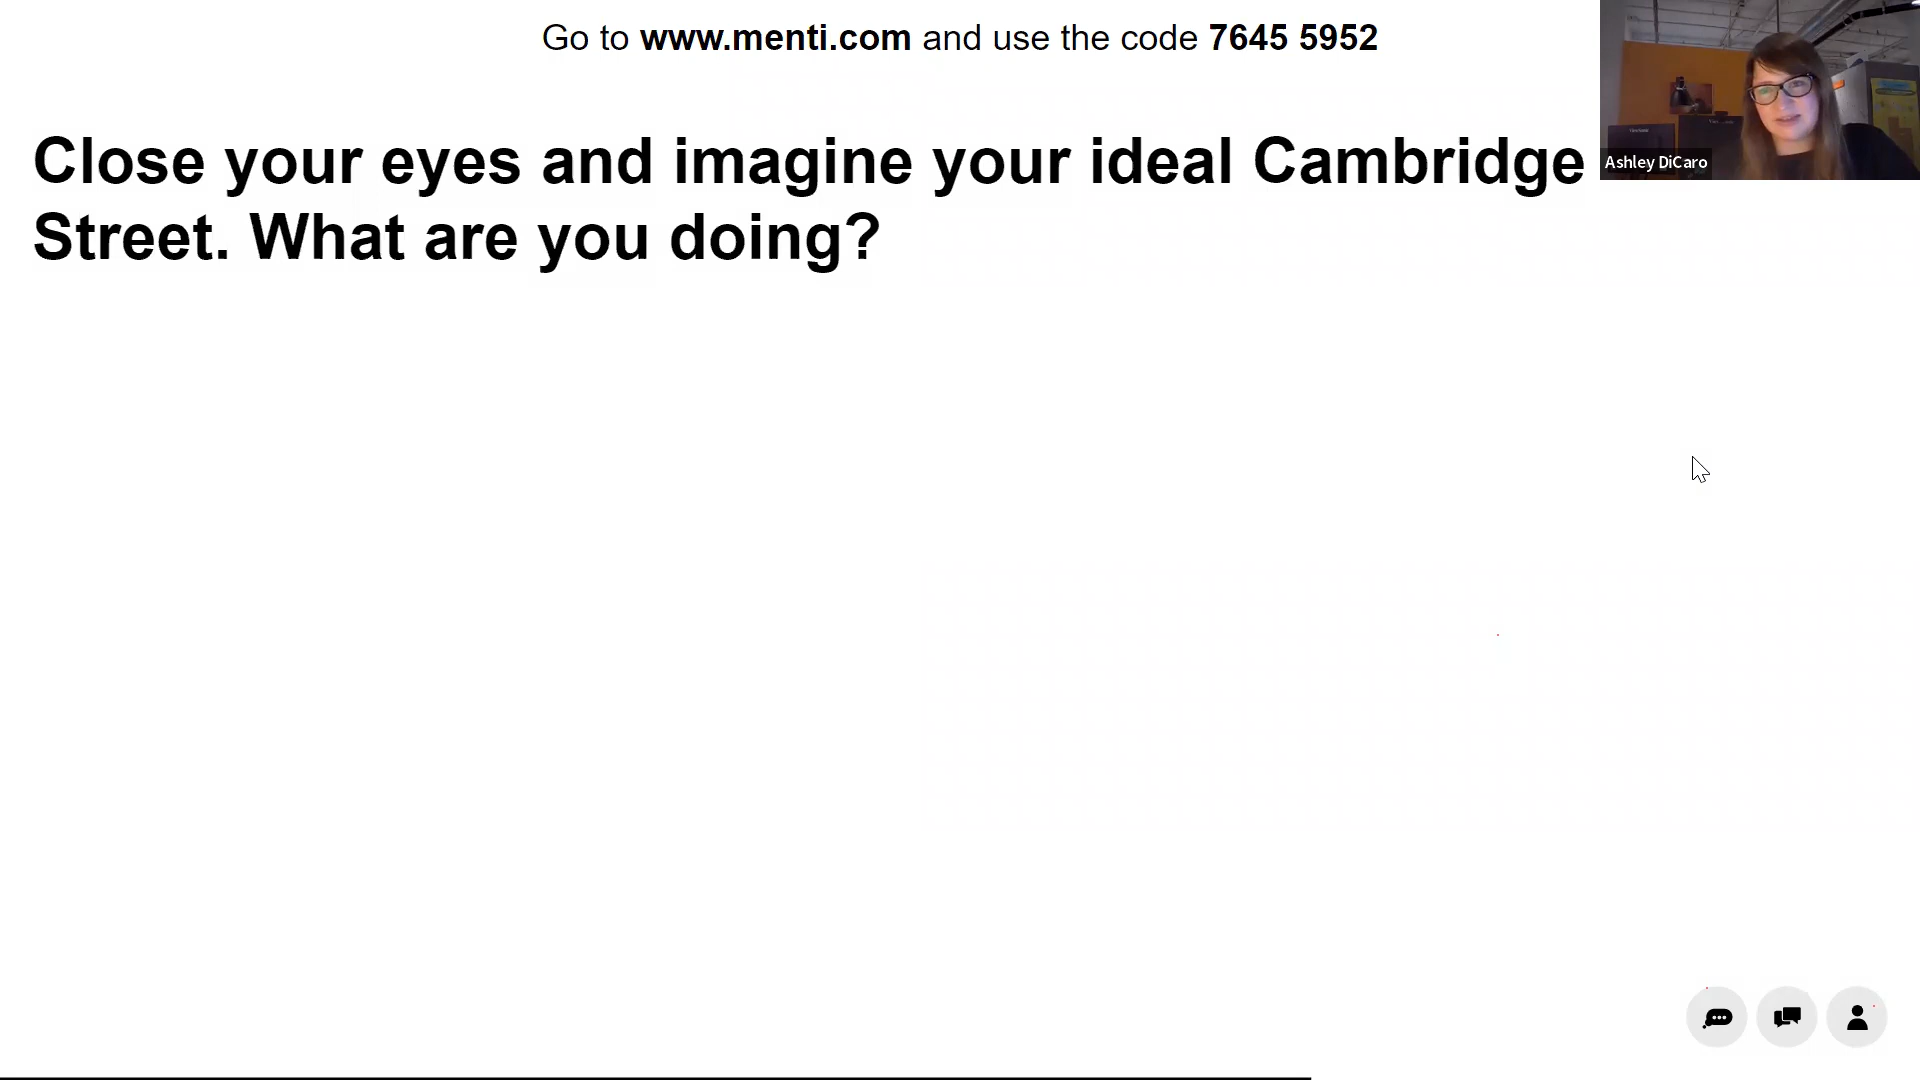 Go to www.menti.com and use the code 7645 5952
Close your eyes and imagine your ideal Cambridge
Street. What are you doing?
Ashley DiCaro